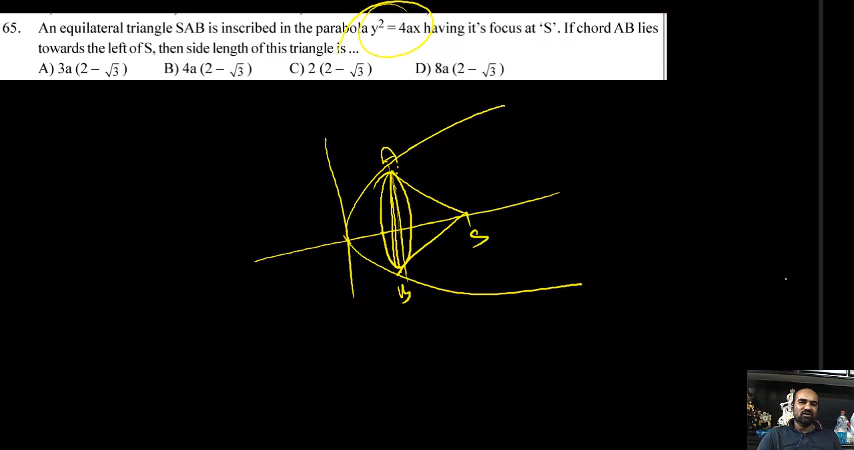 65. An equilateral triangle SAB is inscribed in the parabola y² = 4ax having it's focus at ‘S’. If chord AB lies
towards the left of S, then side length of this triangle is ...
A) 3a (2 – √3) B) 4a (2 – √3) C) 2 (2 – √3) D) 8a (2 – √3)
A
S
B